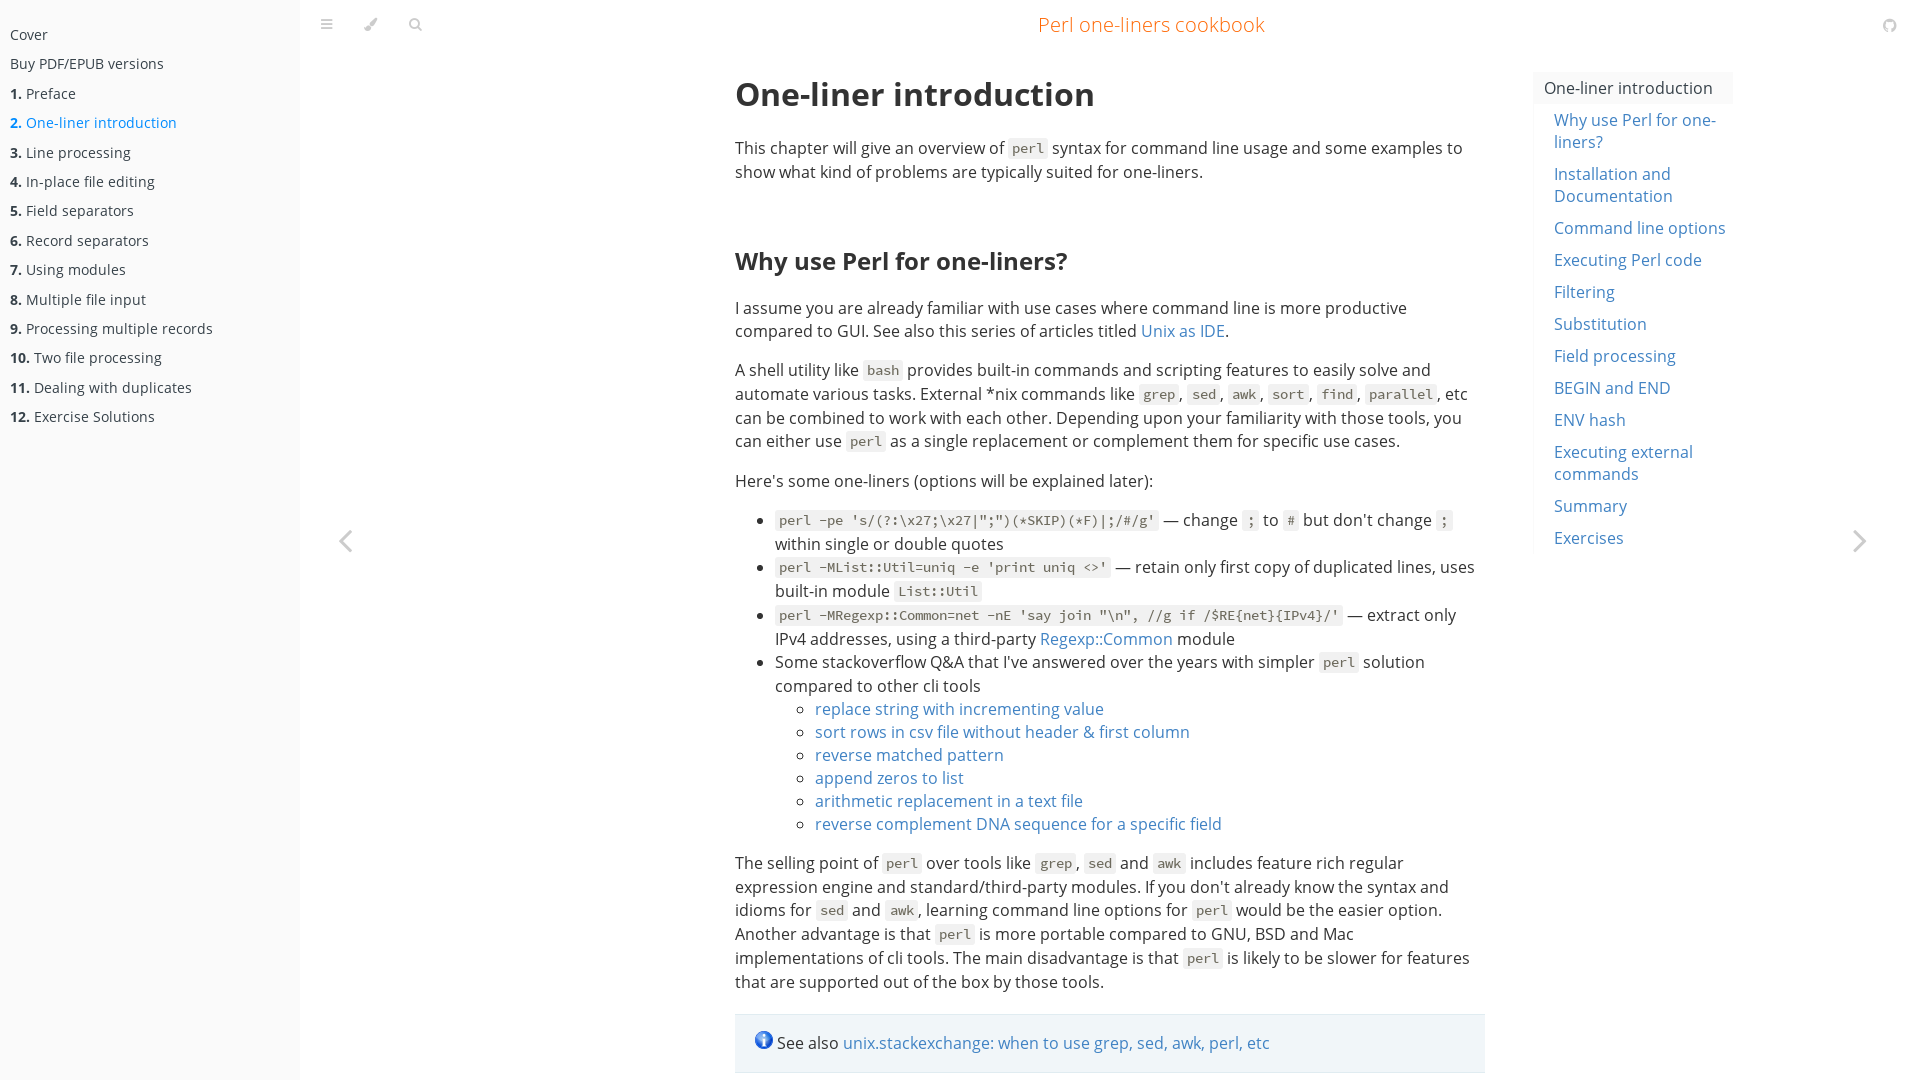 Cover
Buy PDF/EPUB versions
1. Preface
2. One-liner introduction
3. Line processing
4. In-place file editing
5. Field separators
6. Record separators
7. Using modules
8. Multiple file input
9. Processing multiple records
10. Two file processing
11. Dealing with duplicates
12. Exercise Solutions
Perl one-liners cookbook
One-liner introduction
This chapter will give an overview of perl syntax for command line usage and some examples to
show what kind of problems are typically suited for one-liners.
Why use Perl for one-liners?
I assume you are already familiar with use cases where command line is more productive
compared to GUI. See also this series of articles titled Unix as IDE.
A shell utility like bash provides built-in commands and scripting features to easily solve and
automate various tasks. External *nix commands like grep, sed, awk, sort, find, parallel, etc
can be combined to work with each other. Depending upon your familiarity with those tools, you
can either use perl as a single replacement or complement them for specific use cases.
Here's some one-liners (options will be explained later):
• perl -pe 's/(?:\x27;\x27|";")(*SKIP)(*F)|;/#/g' — change ; to # but don't change ;
within single or double quotes
• perl -MList::Util=uniq -e 'print uniq <>' — retain only first copy of duplicated lines, uses
built-in module List::Util
• perl -MRegexp::Common=net -nE 'say join "\n", //g if /$RE{net}{IPv4}/' — extract only
IPv4 addresses, using a third-party Regexp::Common module
• Some stackoverflow Q&A that I've answered over the years with simpler perl solution
compared to other cli tools
◦ replace string with incrementing value
◦ sort rows in csv file without header & first column
◦ reverse matched pattern
◦ append zeros to list
◦ arithmetic replacement in a text file
◦ reverse complement DNA sequence for a specific field
The selling point of perl over tools like grep, sed and awk includes feature rich regular
expression engine and standard/third-party modules. If you don't already know the syntax and
idioms for sed and awk, learning command line options for perl would be the easier option.
Another advantage is that perl is more portable compared to GNU, BSD and Mac
implementations of cli tools. The main disadvantage is that perl is likely to be slower for features
that are supported out of the box by those tools.
See also unix.stackexchange: when to use grep, sed, awk, perl, etc
One-liner introduction
Why use Perl for one-
liners?
Installation and
Documentation
Command line options
Executing Perl code
Filtering
Substitution
Field processing
BEGIN and END
ENV hash
Executing external
commands
Summary
Exercises